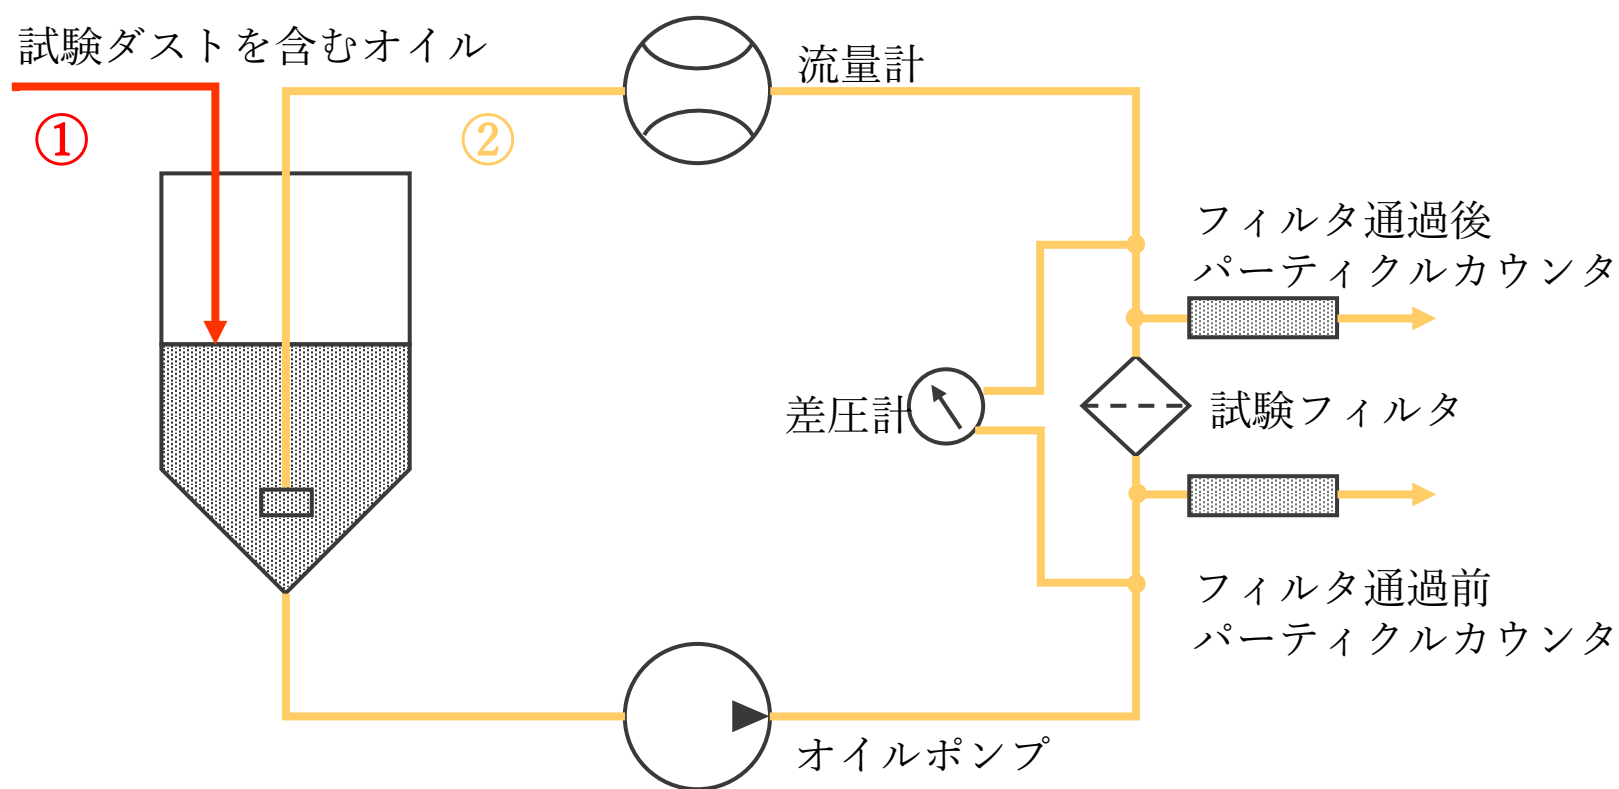 試験ダストを含むオイル
①
②
流量計
フィルタ通過後
パーティクルカウンタ
差圧計
試験フィルタ
フィルタ通過前
パーティクルカウンタ
オイルポンプ